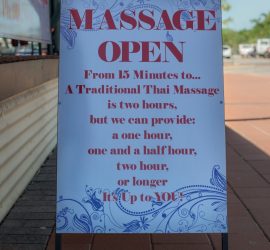 MASSAGE
OPEN
From 15 Minutes to...
A Traditional Thai Massage
is two hours,
but we can provide:
a one hour,
one and a half hour,
two hour,
or longer
It's Up to YOU!